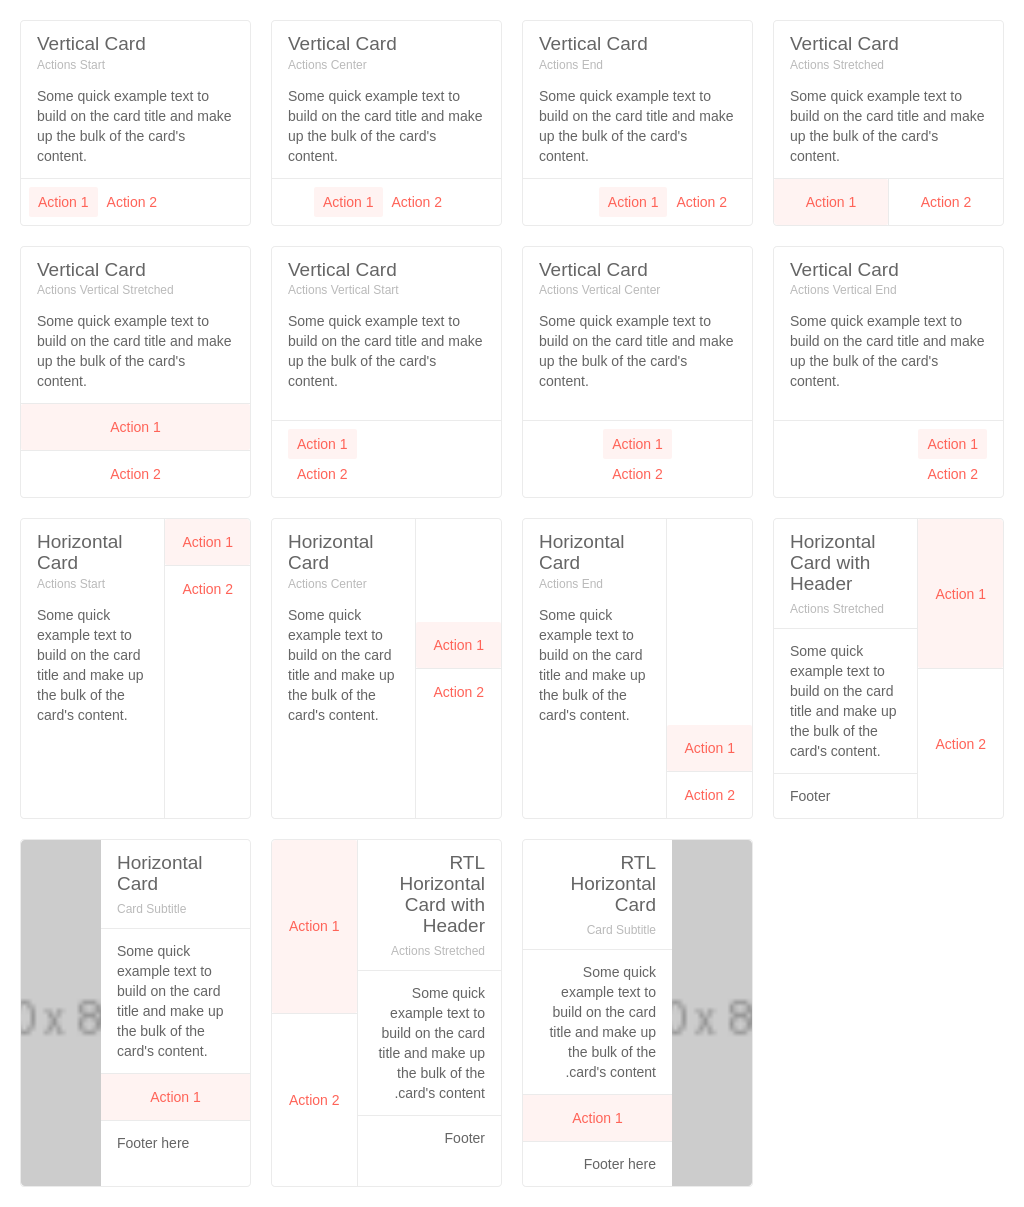 Vertical Card
Actions Start
Some quick example text to
build on the card title and make
up the bulk of the card's
content.
Action 1
Action 2
Vertical Card
Actions Center
Some quick example text to
build on the card title and make
up the bulk of the card's
content.
Action 1
Action 2
Vertical Card
Actions End
Some quick example text to
build on the card title and make
up the bulk of the card's
content.
Action 1
Action 2
Vertical Card
Actions Stretched
Some quick example text to
build on the card title and make
up the bulk of the card's
content.
Action 1
Action 2
Vertical Card
Actions Vertical Stretched
Some quick example text to
build on the card title and make
up the bulk of the card's
content.
Action 1
Action 2
Vertical Card
Actions Vertical Start
Some quick example text to
build on the card title and make
up the bulk of the card's
content.
Action 1
Action 2
Vertical Card
Actions Vertical Center
Some quick example text to
build on the card title and make
up the bulk of the card's
content.
Action 1
Action 2
Vertical Card
Actions Vertical End
Some quick example text to
build on the card title and make
up the bulk of the card's
content.
Action 1
Action 2
Horizontal
Card
Actions Start
Some quick
example text to
build on the card
title and make up
the bulk of the
card's content.
Action 1
Action 2
Horizontal
Card
Actions Center
Some quick
example text to
build on the card
title and make up
the bulk of the
card's content.
Action 1
Action 2
Horizontal
Card
Actions End
Some quick
example text to
build on the card
title and make up
the bulk of the
card's content.
Action 1
Action 2
Horizontal
Card with
Header
Actions Stretched
Some quick
example text to
build on the card
title and make up
the bulk of the
card's content.
Footer
Action 1
Action 2
0 x 8
Horizontal
Card
Card Subtitle
Some quick
example text to
build on the card
title and make up
the bulk of the
card's content.
Action 1
Footer here
Action 1
Action 2
RTL
Horizontal
Card with
Header
Actions Stretched
Some quick
example text to
build on the card
title and make up
the bulk of the
.card's content
Footer
RTL
Horizontal
Card
Card Subtitle
Some quick
example text to
build on the card
title and make up
the bulk of the
.card's content
Action 1
Footer here
0 x 8